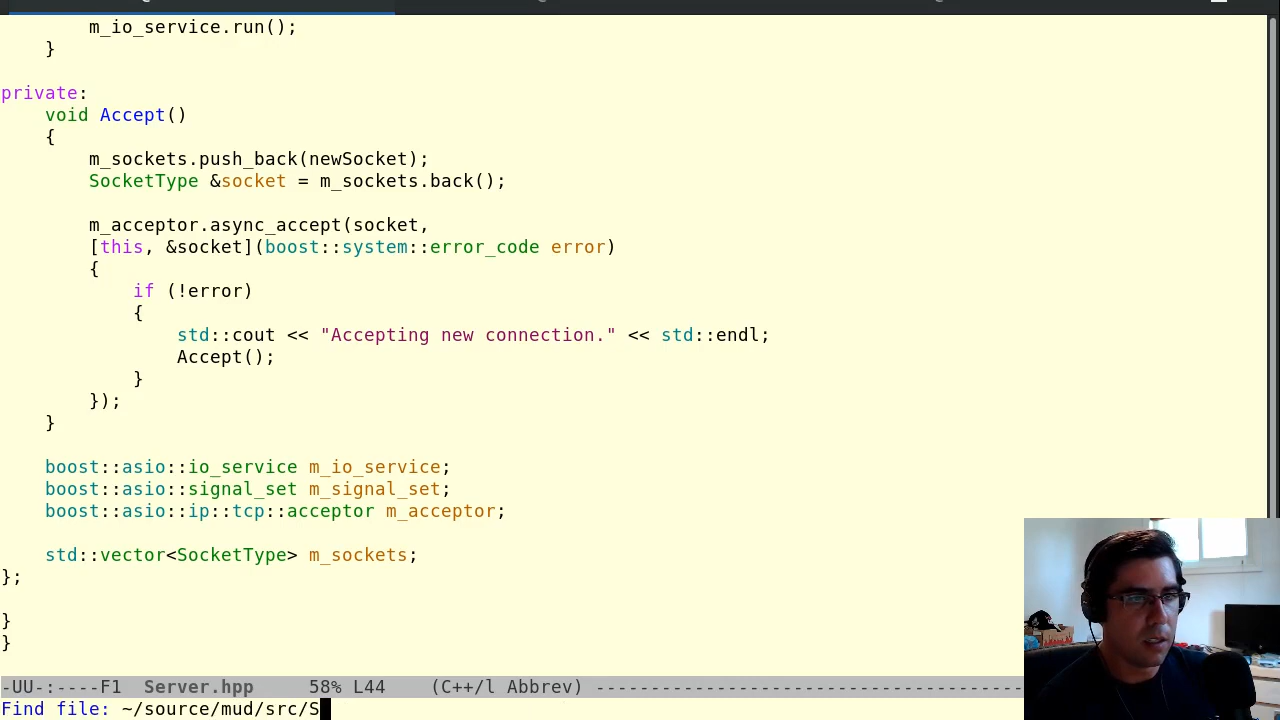 m_io_service.run();
}
private:
void Accept()
{
m_sockets.push_back(newSocket);
SocketType &socket = m_sockets.back();
m_acceptor.async_accept(socket,
[this, &socket](boost::system::error_code error)
{
if (!error)
{
std::cout << "Accepting new connection." << std::endl;
Accept();
}
});
}
boost::asio::io_service m_io_service;
boost::asio::signal_set m_signal_set;
boost::asio::ip::tcp::acceptor m_acceptor;
std::vector<SocketType> m_sockets;
};
}
}
-UU-:----F1  Server.hpp     58% L44    (C++/l Abbrev) ---------------------------------------
Find file: ~/source/mud/src/S